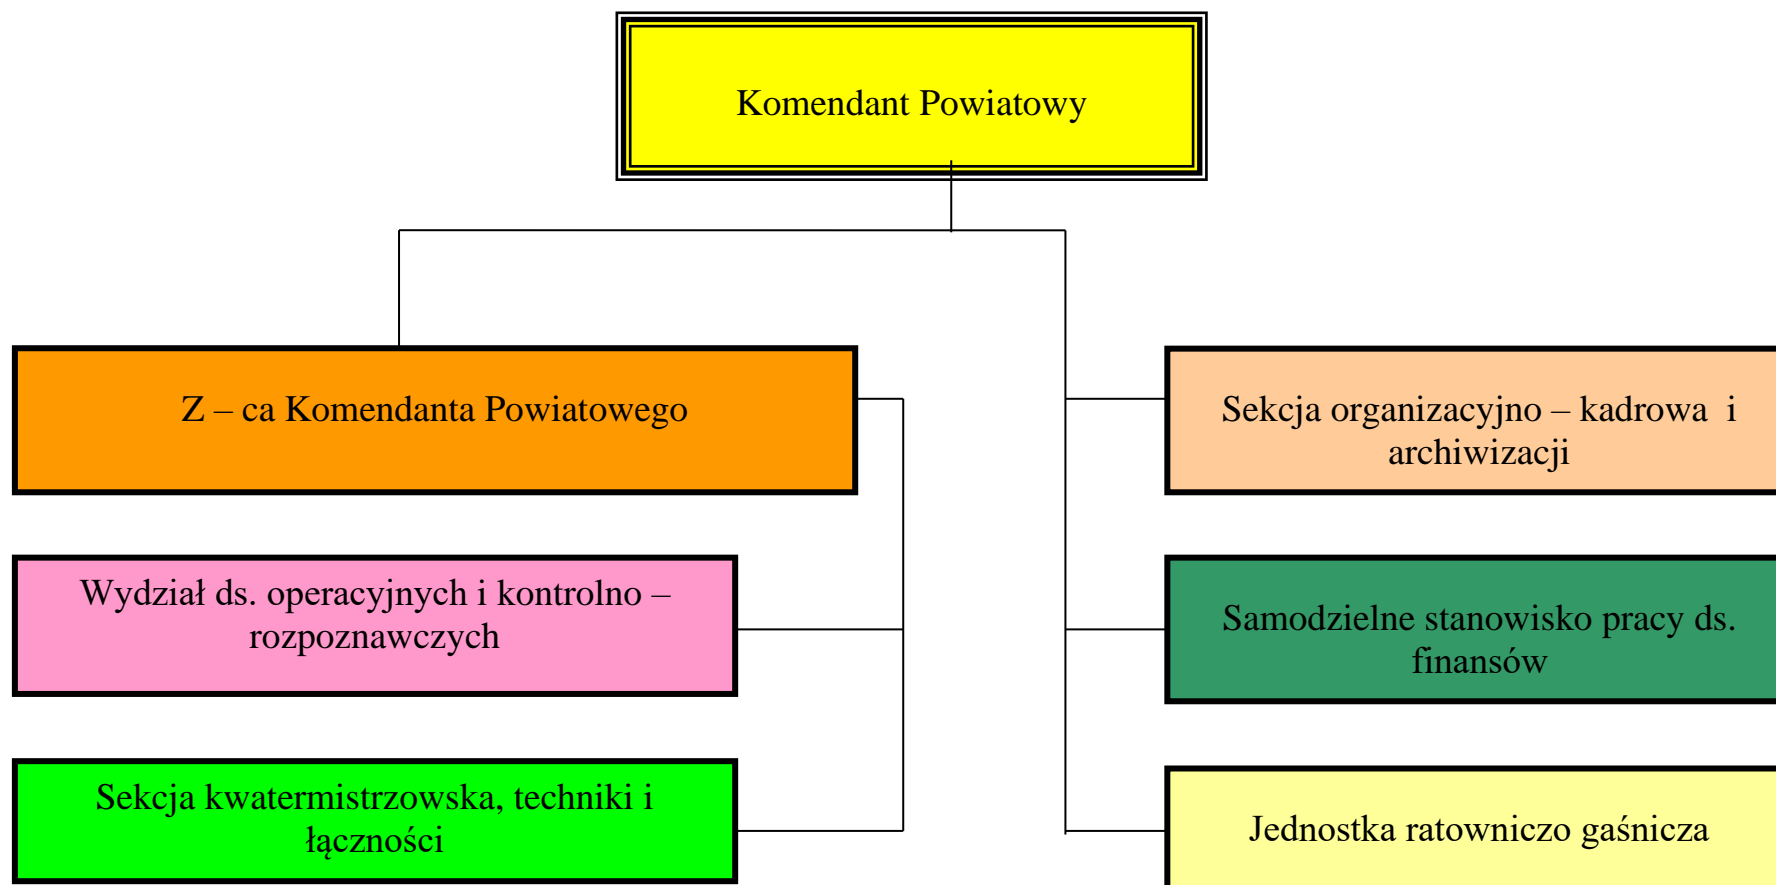 Komendant Powiatowy
Z – ca Komendanta Powiatowego
Sekcja organizacyjno – kadrowa  i
archiwizacji
Wydział ds. operacyjnych i kontrolno –
rozpoznawczych
Samodzielne stanowisko pracy ds.
finansów
Sekcja kwatermistrzowska, techniki i
łączności
Jednostka ratowniczo gaśnicza